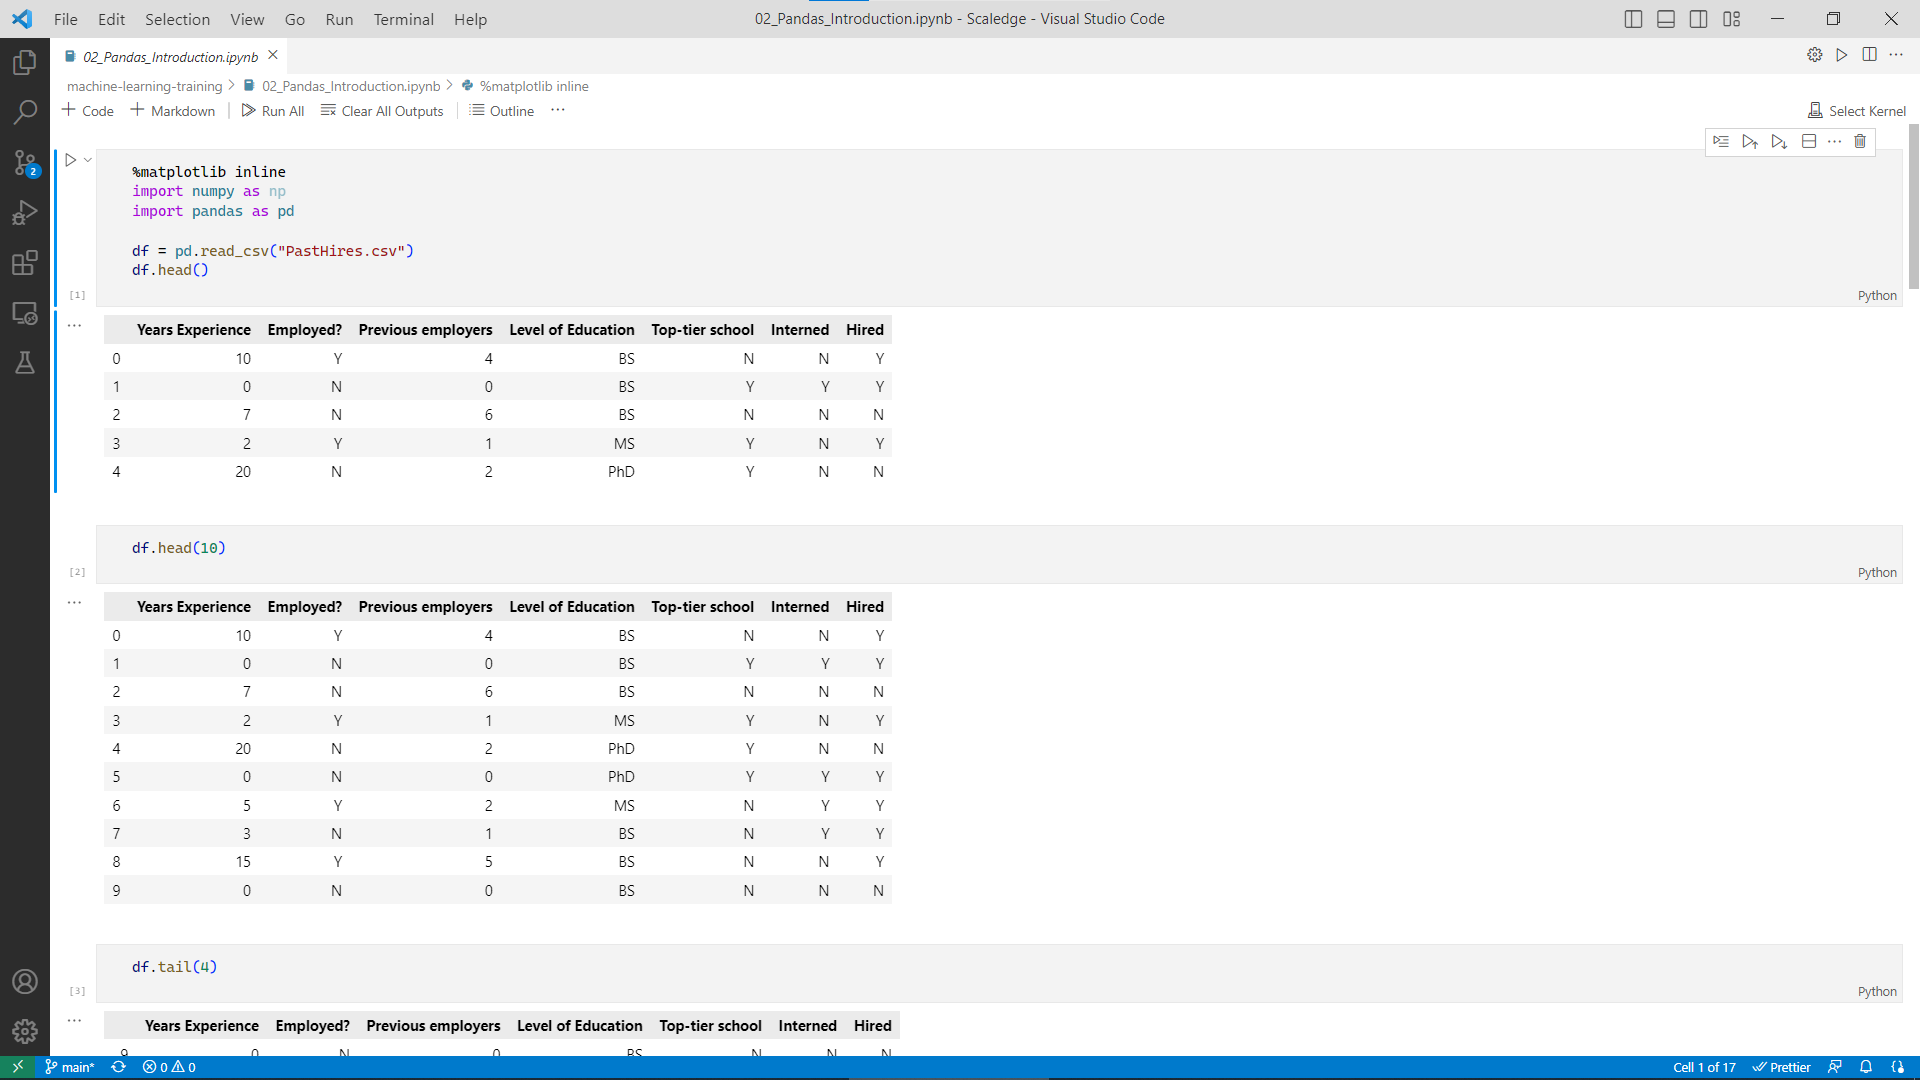 File Edit Selection View Go Run Terminal Help
02_Pandas_Introduction.ipynb - Scaledge - Visual Studio Code
02_Pandas_Introduction.ipynb
machine-learning-training > 02_Pandas_Introduction.ipynb > %matplotlib inline
+ Code + Markdown | Run All Clear All Outputs | Outline ···
Select Kernel
2
%matplotlib inline
import numpy as np
import pandas as pd
df = pd.read_csv("PastHires.csv")
df.head()
[1]
Python
Years Experience Employed? Previous employers Level of Education Top-tier school Interned Hired
0 10 Y 4 BS N N Y
1 0 N 0 BS Y Y Y
2 7 N 6 BS N N N
3 2 Y 1 MS Y N Y
4 20 N 2 PhD Y N N
df.head(10)
[2]
Python
Years Experience Employed? Previous employers Level of Education Top-tier school Interned Hired
0 10 Y 4 BS N N Y
1 0 N 0 BS Y Y Y
2 7 N 6 BS N N N
3 2 Y 1 MS Y N Y
4 20 N 2 PhD Y N N
5 0 N 0 PhD Y Y Y
6 5 Y 2 MS N Y Y
7 3 N 1 BS N Y Y
8 15 Y 5 BS N N Y
9 0 N 0 BS N N N
df.tail(4)
[3]
Python
Years Experience Employed? Previous employers Level of Education Top-tier school Interned Hired
9 0 N 0 BS N N N
main* 0 0
Cell 1 of 17 Prettier